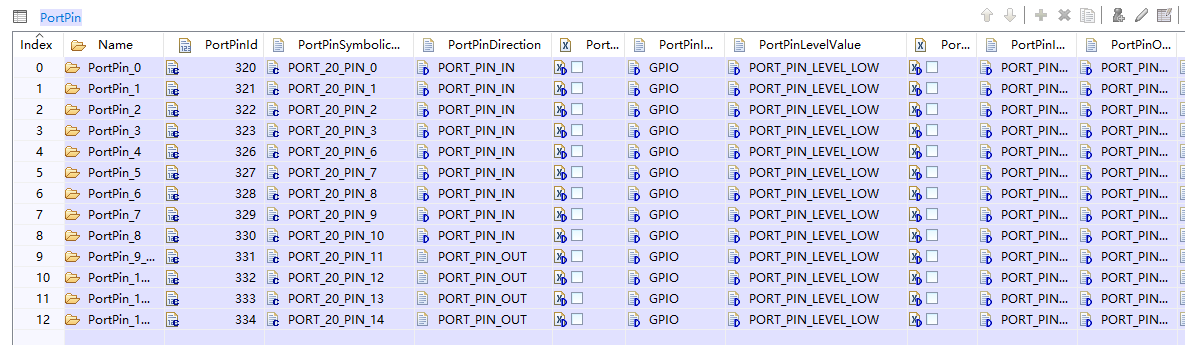 PortPin
Index Name PortPinId PortPinSymbolic... PortPinDirection Port... PortPinI... PortPinLevelValue Por... PortPinI... PortPinO...
0 PortPin_0 320 PORT_20_PIN_0 PORT_PIN_IN GPIO PORT_PIN_LEVEL_LOW PORT_PIN... PORT_PIN...
1 PortPin_1 321 PORT_20_PIN_1 PORT_PIN_IN GPIO PORT_PIN_LEVEL_LOW PORT_PIN... PORT_PIN...
2 PortPin_2 322 PORT_20_PIN_2 PORT_PIN_IN GPIO PORT_PIN_LEVEL_LOW PORT_PIN... PORT_PIN...
3 PortPin_3 323 PORT_20_PIN_3 PORT_PIN_IN GPIO PORT_PIN_LEVEL_LOW PORT_PIN... PORT_PIN...
4 PortPin_4 326 PORT_20_PIN_6 PORT_PIN_IN GPIO PORT_PIN_LEVEL_LOW PORT_PIN... PORT_PIN...
5 PortPin_5 327 PORT_20_PIN_7 PORT_PIN_IN GPIO PORT_PIN_LEVEL_LOW PORT_PIN... PORT_PIN...
6 PortPin_6 328 PORT_20_PIN_8 PORT_PIN_IN GPIO PORT_PIN_LEVEL_LOW PORT_PIN... PORT_PIN...
7 PortPin_7 329 PORT_20_PIN_9 PORT_PIN_IN GPIO PORT_PIN_LEVEL_LOW PORT_PIN... PORT_PIN...
8 PortPin_8 330 PORT_20_PIN_10 PORT_PIN_IN GPIO PORT_PIN_LEVEL_LOW PORT_PIN... PORT_PIN...
9 PortPin_9_... 331 PORT_20_PIN_11 PORT_PIN_OUT GPIO PORT_PIN_LEVEL_LOW PORT_PIN... PORT_PIN...
10 PortPin_1... 332 PORT_20_PIN_12 PORT_PIN_OUT GPIO PORT_PIN_LEVEL_LOW PORT_PIN... PORT_PIN...
11 PortPin_1... 333 PORT_20_PIN_13 PORT_PIN_OUT GPIO PORT_PIN_LEVEL_LOW PORT_PIN... PORT_PIN...
12 PortPin_1... 334 PORT_20_PIN_14 PORT_PIN_OUT GPIO PORT_PIN_LEVEL_LOW PORT_PIN... PORT_PIN...